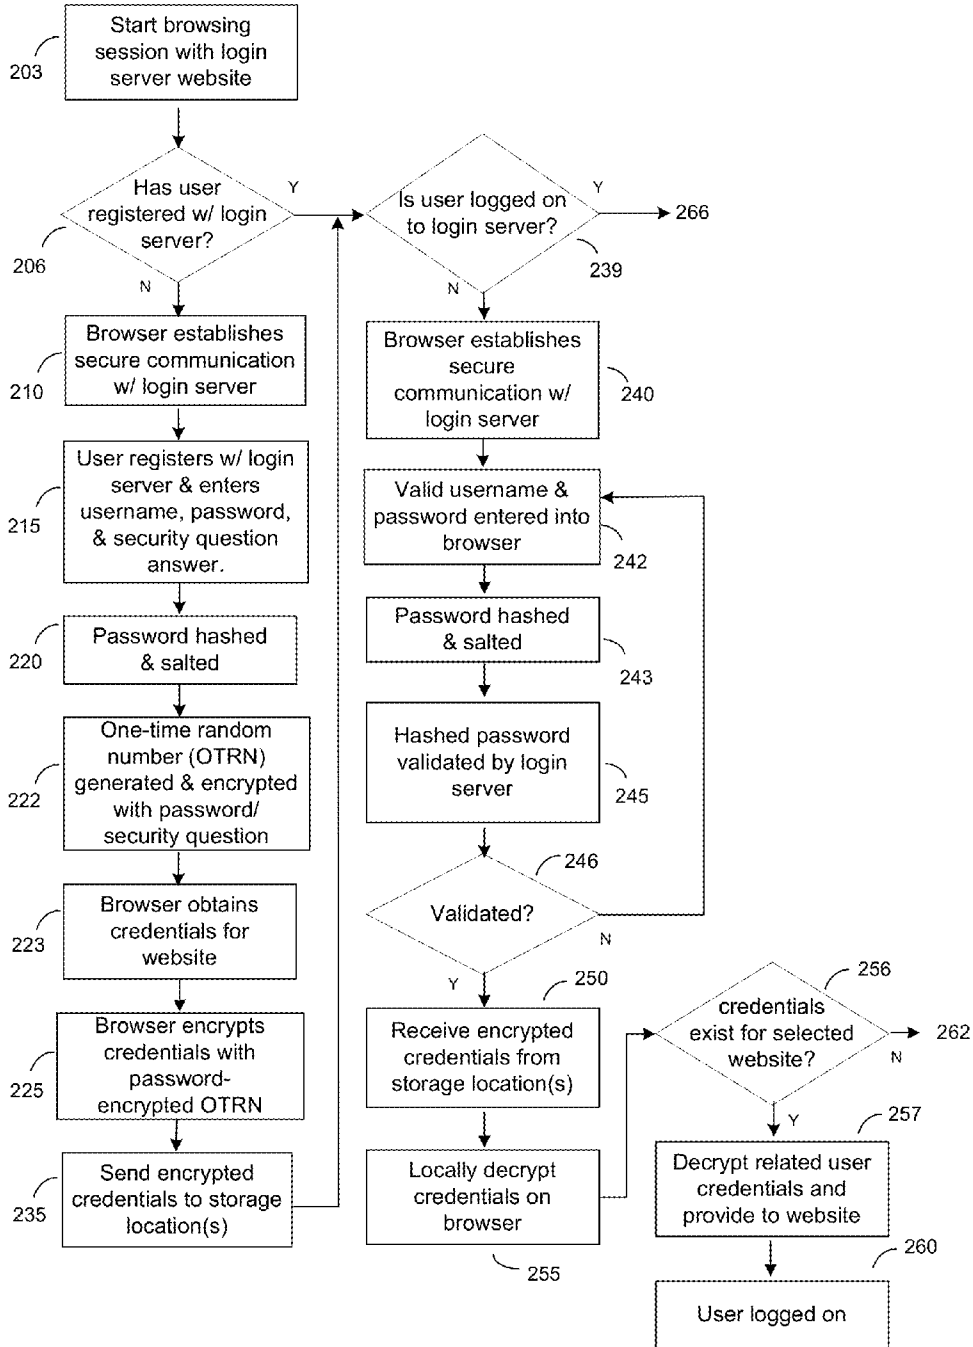 Start browsing
session with login
server website
203
Has user
registered w/ login
server?
206
Y
N
Browser establishes
secure communication
w/ login server
210
User registers w/ login
server & enters
username, password,
& security question
answer.
215
Password hashed
& salted
220
One-time random
number (OTRN)
generated & encrypted
with password/
security question
222
Browser obtains
credentials for
website
223
Browser encrypts
credentials with
password-
encrypted OTRN
225
Send encrypted
credentials to storage
location(s)
235
Is user logged on
to login server?
239
Y
266
N
Browser establishes
secure
communication w/
login server
240
Valid username &
password entered into
browser
242
Password hashed
& salted
243
Hashed password
validated by login
server
245
246
Validated?
N
Y
250
Receive encrypted
credentials from
storage location(s)
Locally decrypt
credentials on
browser
255
256
credentials
exist for selected
website?
262
N
Y
257
Decrypt related user
credentials and
provide to website
260
User logged on